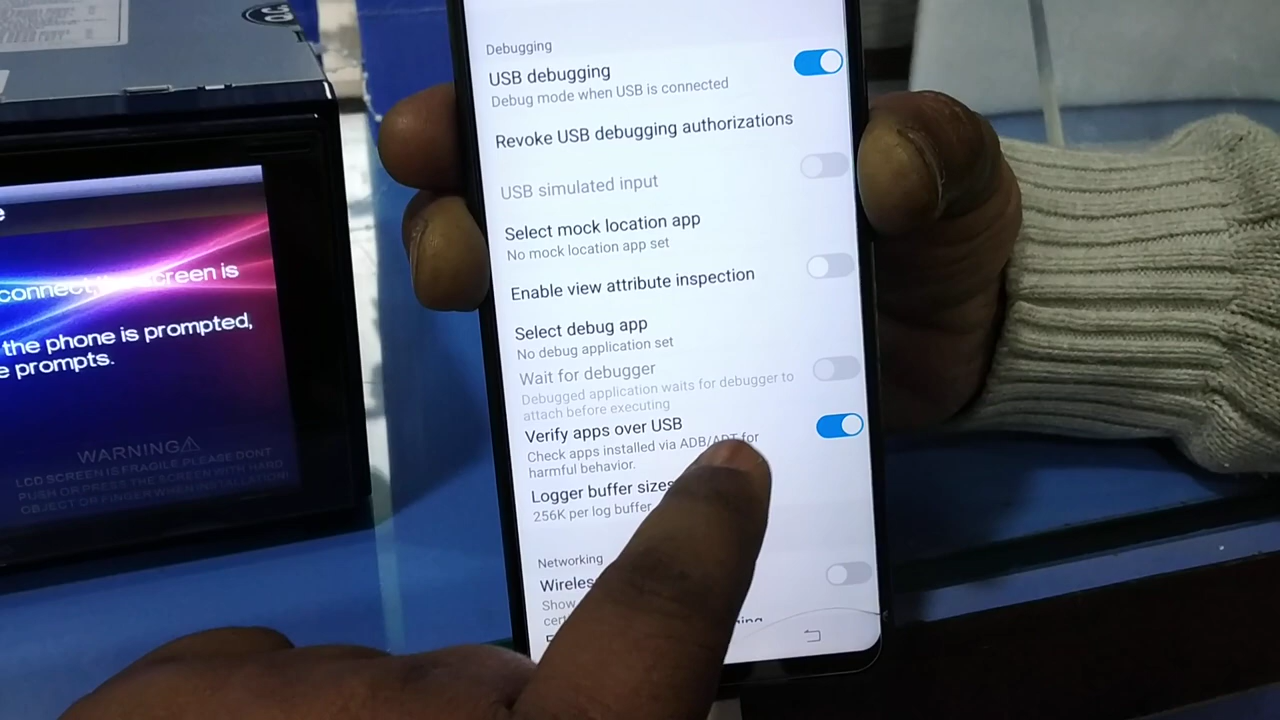 Debugging
USB debugging
Debug mode when USB is connected
Revoke USB debugging authorizations
USB simulated input
Select mock location app
No mock location app set
Enable view attribute inspection
Select debug app
No debug application set
Wait for debugger
Debugged application waits for debugger to
attach before executing
Verify apps over USB
Check apps installed via ADB/ADT for
harmful behavior.
Logger buffer sizes
256K per log buffer
Networking
Show
screen is
the phone is prompted,
prompts.
WARNING
LCD SCREEN IS FRAGILE.PLEASE DONT
PUSH OR PRESS THE SCREEN WITH HARD
OBJECT OR FINGER WHEN INSTALLATION!